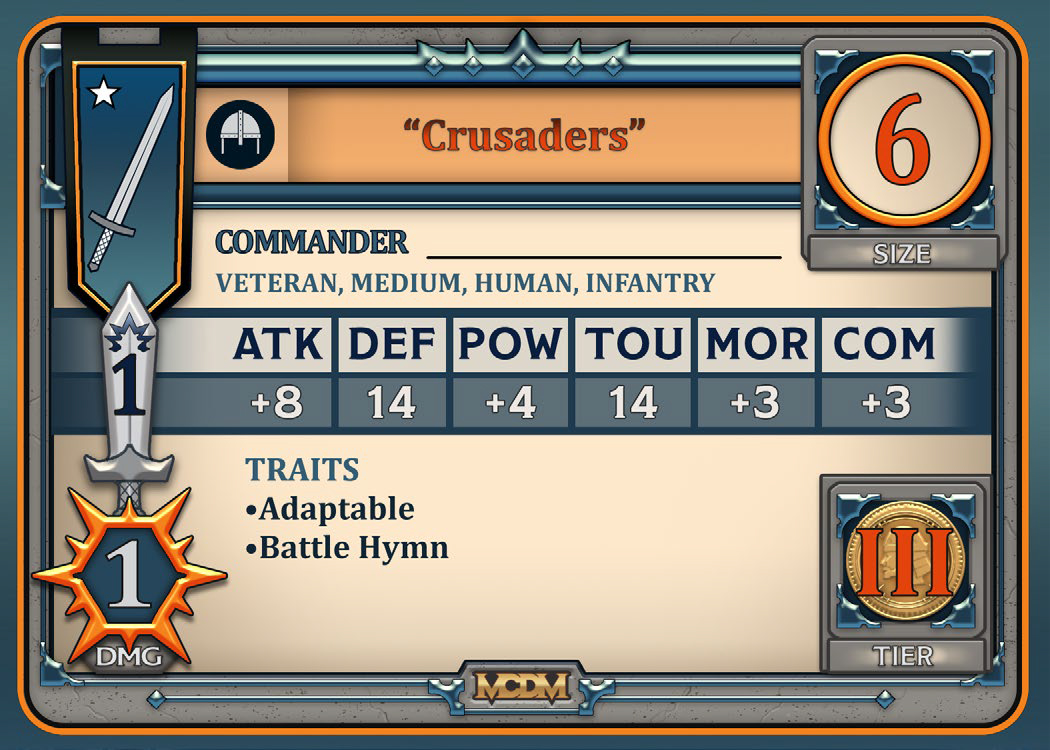 “Crusaders”
6
SIZE
COMMANDER
VETERAN, MEDIUM, HUMAN, INFANTRY
ATK DEF POW TOU MOR COM
1
+8 14 +4 14 +3 +3
TRAITS
•Adaptable
•Battle Hymn
1
DMG
III
TIER
MCDM